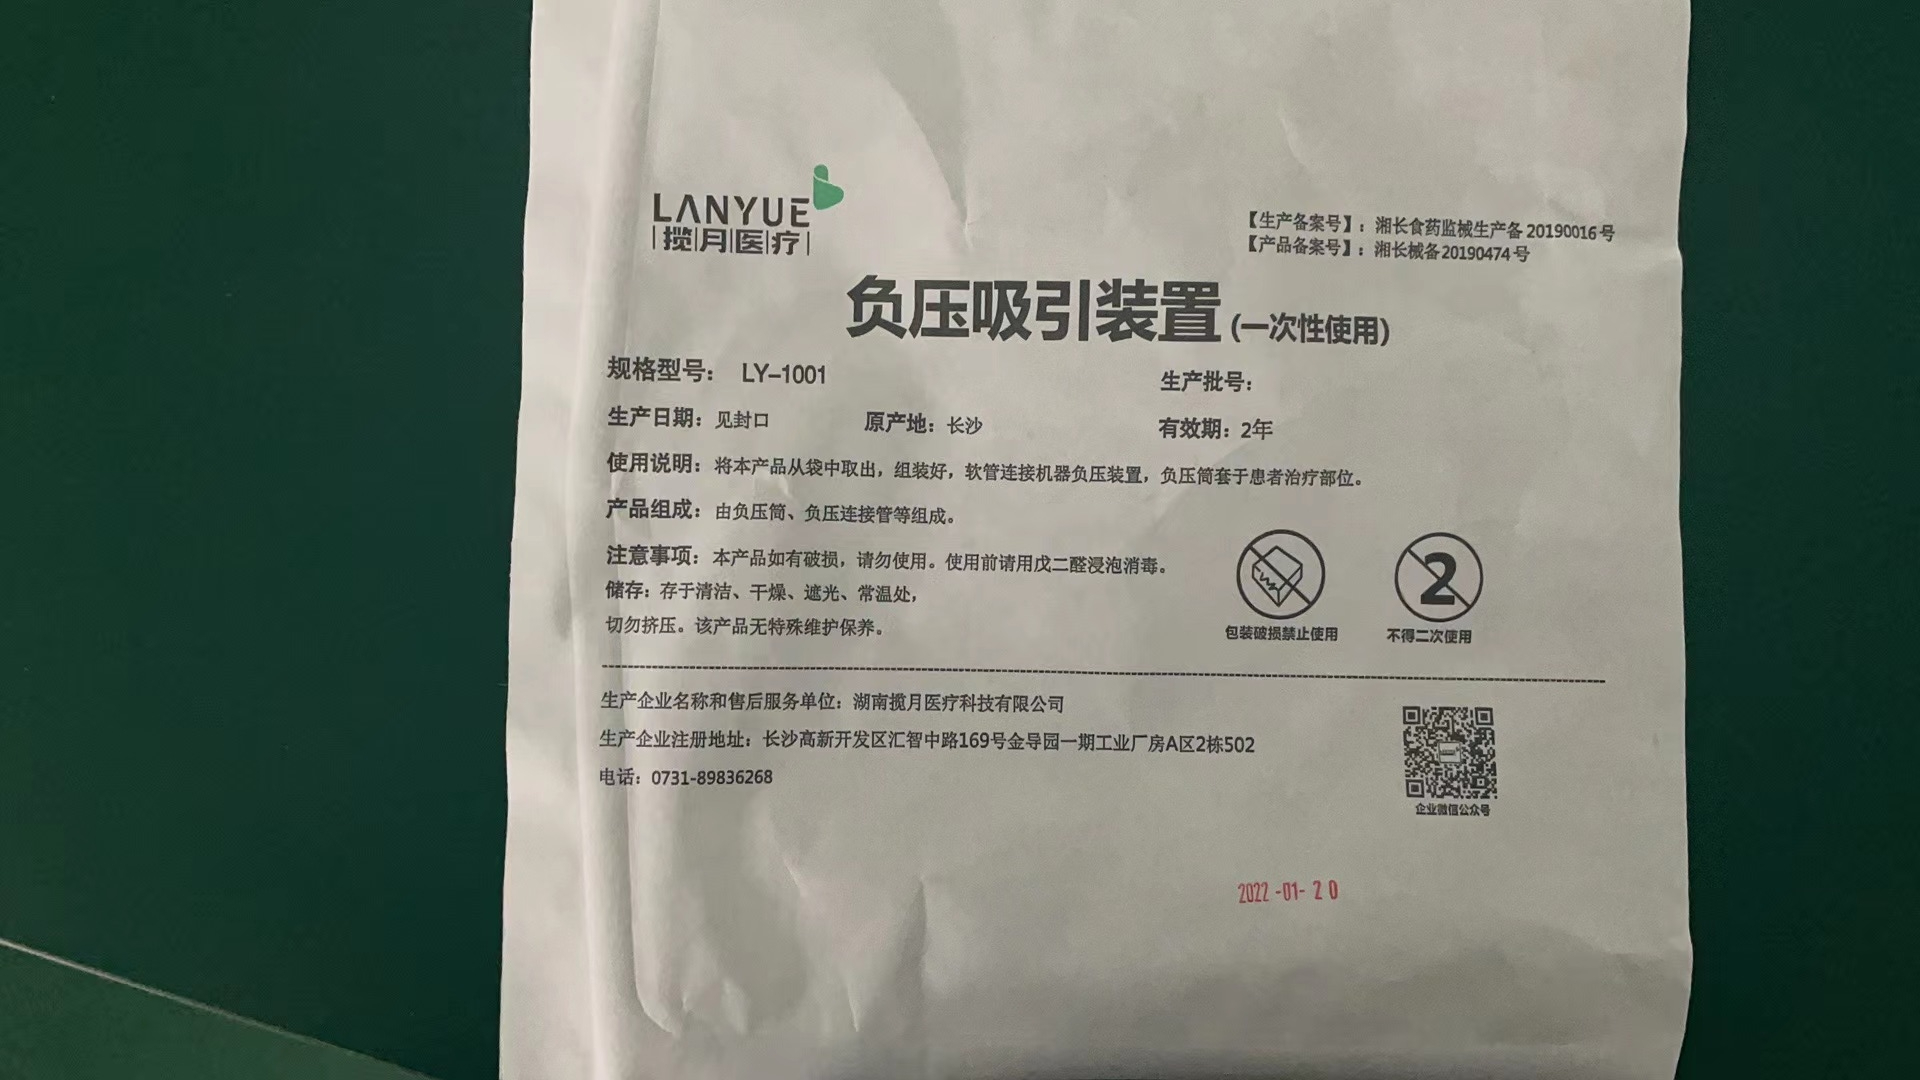 LANYUE
揽月医疗
【生产备案号】：湘长食药监械生产备20190016号
【产品备案号】：湘长械备20190474号
负压吸引装置(一次性使用)
规格型号： LY-1001
生产批号：
生产日期：见封口 原产地：长沙 有效期：2年
使用说明：将本产品从袋中取出，组装好，软管连接机器负压装置，负压筒套于患者治疗部位。
产品组成：由负压筒、负压连接管等组成。
注意事项：本产品如有破损，请勿使用。使用前请用戊二醛浸泡消毒。
储存：存于清洁、干燥、遮光、常温处，
切勿挤压。该产品无特殊维护保养。
2
包装破损禁止使用 不得二次使用
生产企业名称和售后服务单位：湖南揽月医疗科技有限公司
生产企业注册地址：长沙高新开发区汇智中路169号金导园一期工业厂房A区2栋502
电话：0731-89836268
企业微信公众号
2022-01-20